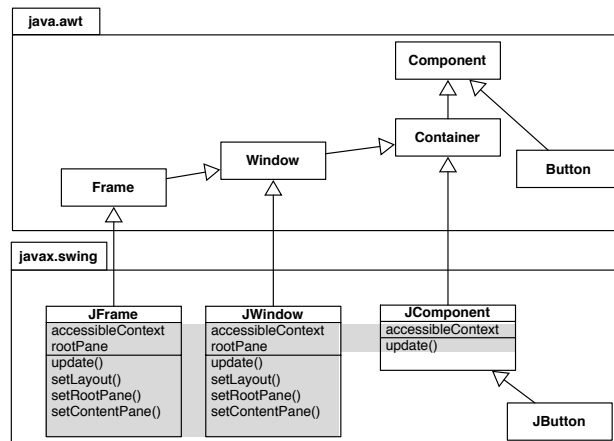 java.awt
Component
Container
Window
Frame
Button
javax.swing
JFrame
accessibleContext
rootPane
update()
setLayout()
setRootPane()
setContentPane()
JWindow
accessibleContext
rootPane
update()
setLayout()
setRootPane()
setContentPane()
JComponent
accessibleContext
update()
JButton